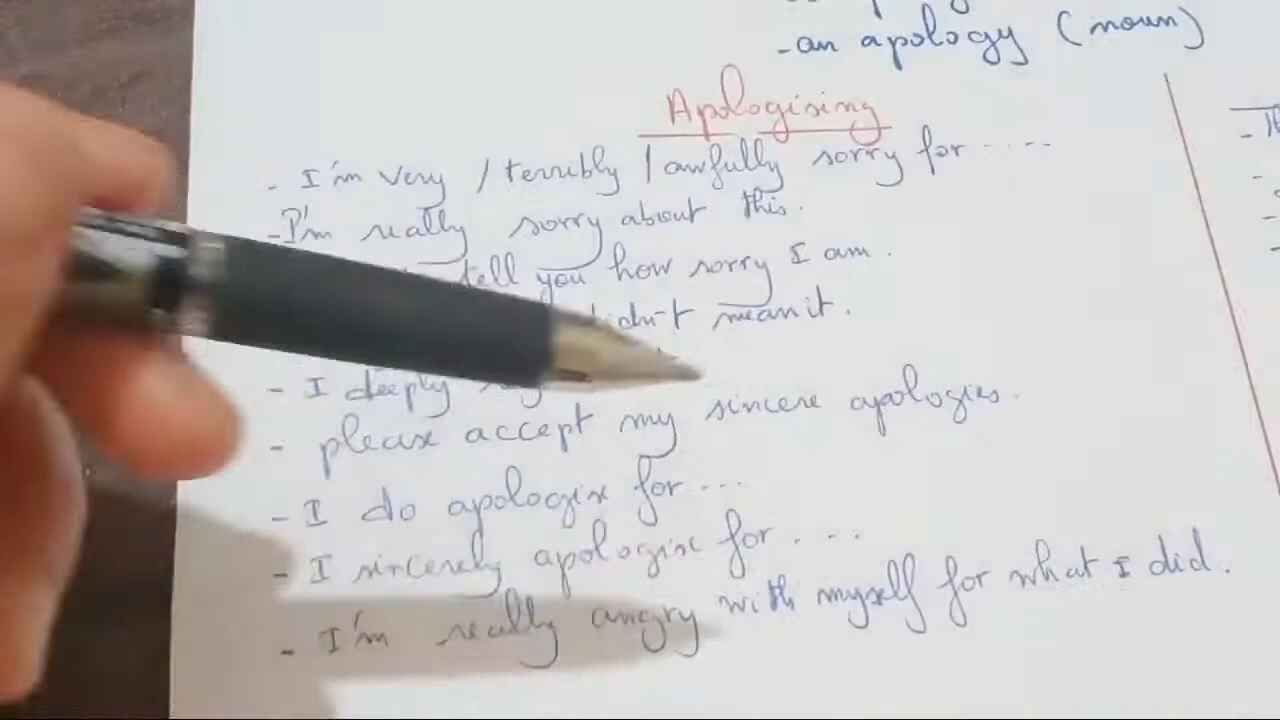 -an apology (noun)
Apologising
- I'm very / terribly / awfully sorry for ....
-I'm really sorry about this.
tell you how sorry I am.
didn't mean it.
- I deeply
- please accept my sincere apologies.
- I do apologise for....
- I sincerely apologise for....
- I'm really angry with myself for what I did.